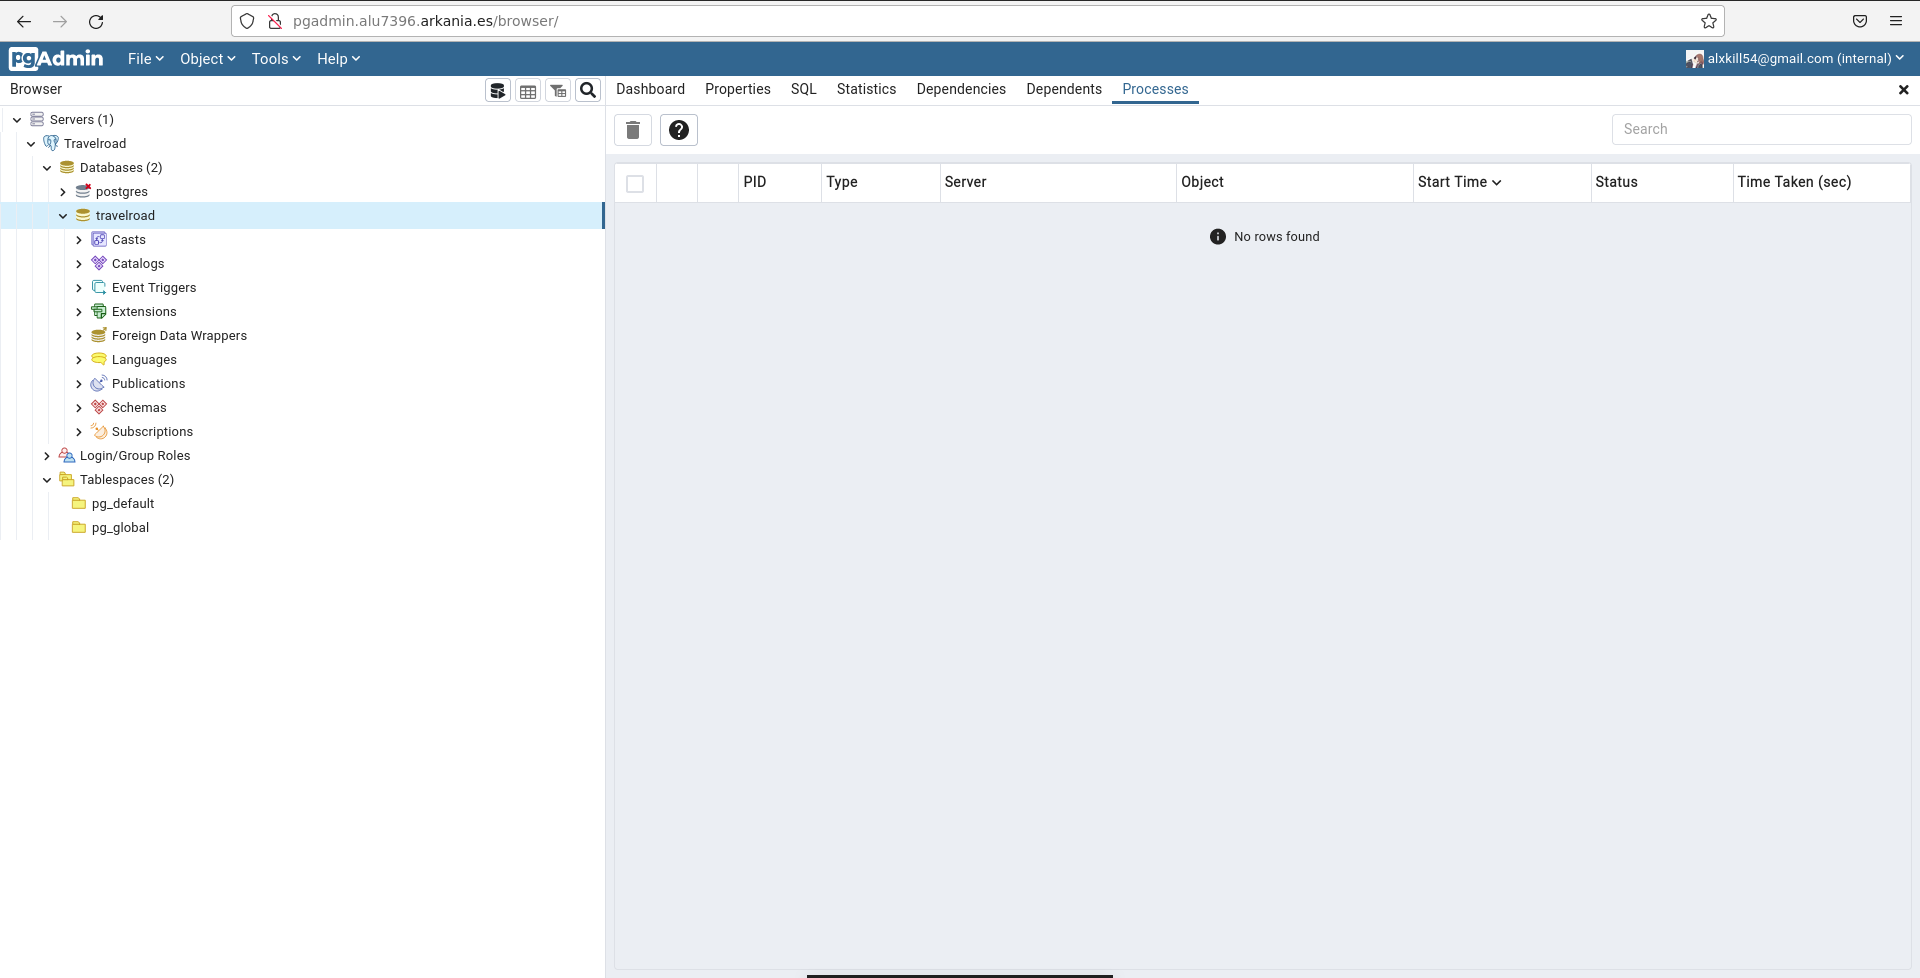 pgadmin.alu7396.arkania.es/browser/
pgAdmin File Object Tools Help alxkill54@gmail.com (internal)
Browser
Dashboard Properties SQL Statistics Dependencies Dependents Processes
Search
PID Type Server Object Start Time Status Time Taken (sec)
No rows found
Servers (1)
Travelroad
Databases (2)
postgres
travelroad
Casts
Catalogs
Event Triggers
Extensions
Foreign Data Wrappers
Languages
Publications
Schemas
Subscriptions
Login/Group Roles
Tablespaces (2)
pg_default
pg_global